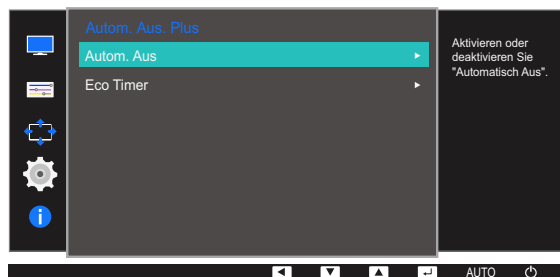 Autom. Aus. Plus
Autom. Aus
Eco Timer
Aktivieren oder
deaktivieren Sie
"Automatisch Aus".
AUTO